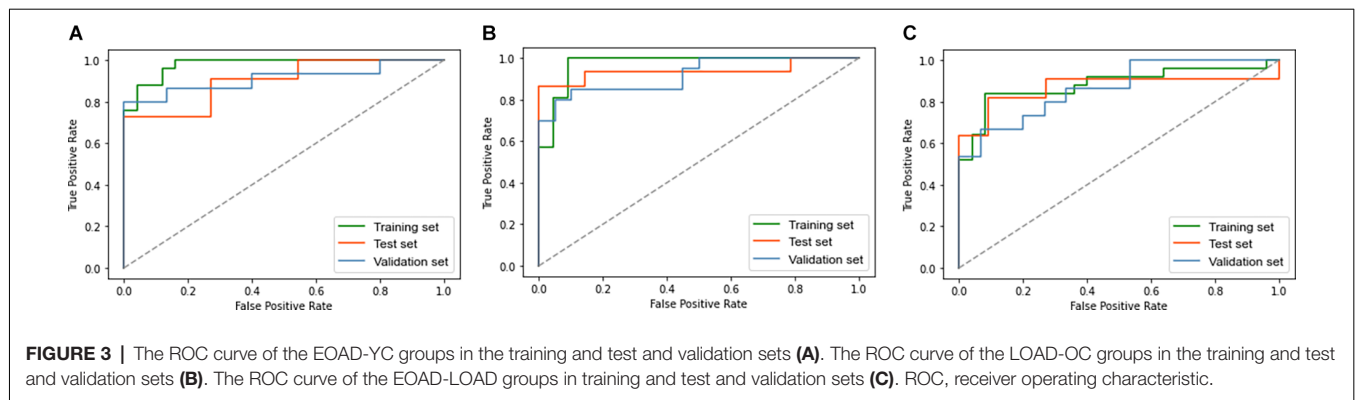 A
True Positive Rate
1.0
0.8
0.6
0.4
0.2
0.0
Training set
Test set
Validation set
0.0 0.2 0.4 0.6 0.8 1.0
False Positive Rate
B
True Positive Rate
1.0
0.8
0.6
0.4
0.2
0.0
Training set
Test set
Validation set
0.0 0.2 0.4 0.6 0.8 1.0
False Positive Rate
C
True Positive Rate
1.0
0.8
0.6
0.4
0.2
0.0
Training set
Test set
Validation set
0.0 0.2 0.4 0.6 0.8 1.0
False Positive Rate
FIGURE 3 | The ROC curve of the EOAD-YC groups in the training and test and validation sets (A). The ROC curve of the LOAD-OC groups in the training and test
and validation sets (B). The ROC curve of the EOAD-LOAD groups in training and test and validation sets (C). ROC, receiver operating characteristic.